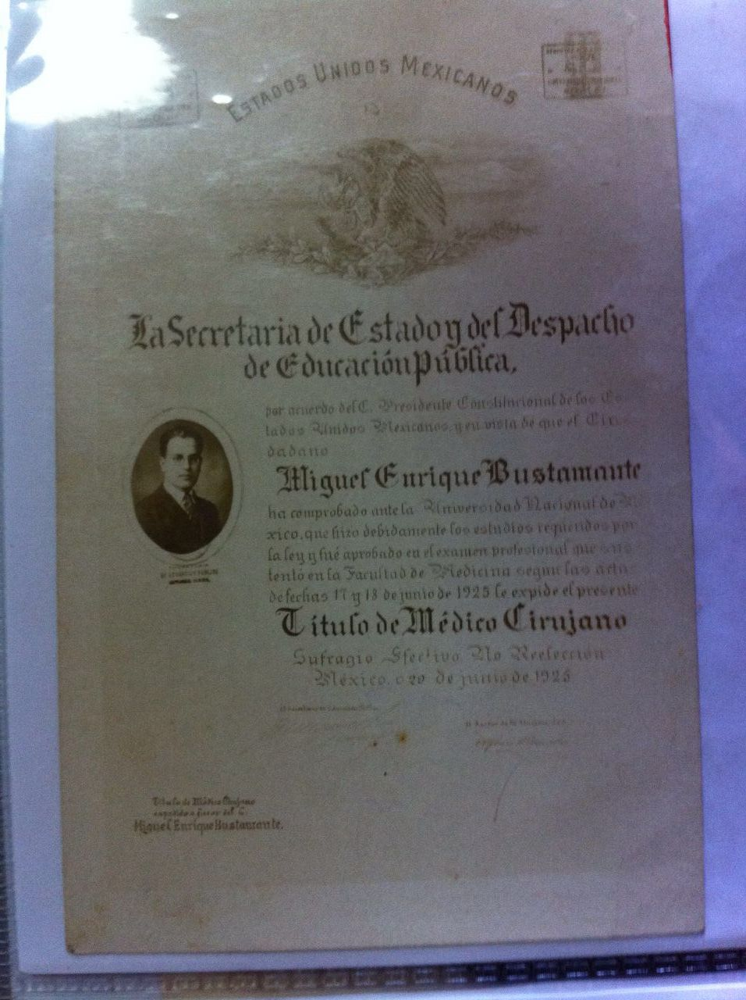 ESTADOS UNIDOS MEXICANOS
La Secretaria de Estado y del Despacho
de Educación Pública,
por acuerdo del C. Presidente Constitucional de los Es-
tados Unidos Mexicanos, y en vista de que el Ciu-
dadano
Miguel Enrique Bustamante
ha comprobado ante la Universidad Nacional de Mé-
xico, que hizo debidamente los estudios requeridos por
la ley y fué aprobado en el examen profesional que sus-
tentó en la Facultad de Medicina segun las actas
de fechas 17 y 18 de junio de 1925 le expide el presente
Título de Médico Cirujano
Sufragio Efectivo. No Reelección
México, a 20 de junio de 1925
Título de Médico Cirujano
expedido a favor del C.
Miguel Enrique Bustamante.